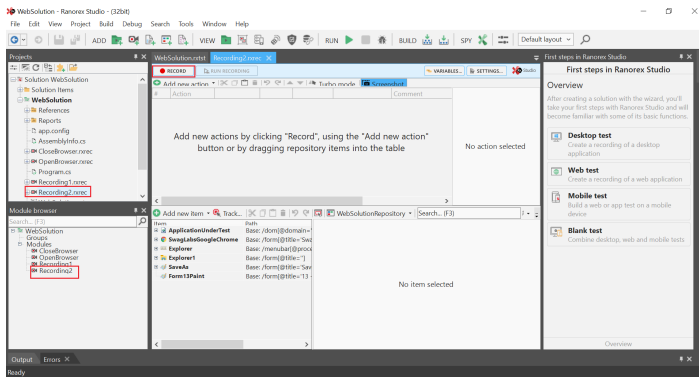 WebSolution - Ranorex Studio - (32bit)
File Edit View Project Build Debug Search Tools Window Help
ADD VIEW RUN BUILD SPY Default layout
Projects
Solution WebSolution
Solution Items
WebSolution
References
Reports
app.config
AssemblyInfo.cs
CloseBrowser.rxrec
OpenBrowser.rxrec
Program.cs
Recording1.rxrec
Recording2.rxrec
Module browser
Search... (F3)
WebSolution
Groups
Modules
CloseBrowser
OpenBrowser
Recording1
Recording2
WebSolution.rxtst Recording2.rxrec
RECORD RUN RECORDING VARIABLES... SETTINGS... Studio
Add new action Turbo mode Screenshot
# Action Comment
Add new actions by clicking "Record", using the "Add new action"
button or by dragging repository items into the table
No action selected
Add new item Track... WebSolutionRepository Search... (F3)
Item Path
ApplicationUnderTest Base: /dom[@domain='
SwagLabsGoogleChrome Base: /form[@title='Swa
Explorer Base: /menubar[@proce
Explorer1 Base: /form[@title='']
SaveAs Base: /form[@title='Sav
Form13Paint Base: /form[@title='13 -
No item selected
First steps in Ranorex Studio
First steps in Ranorex Studio
Overview
After creating a solution with the wizard, you'll
take your first steps with Ranorex Studio and will
become familiar with some of its basic functions.
Desktop test
Create a recording of a desktop
application
Web test
Create a recording of a web application
Mobile test
Build a web or app test on a mobile
device
Blank test
Combine desktop, web and mobile tests
Overview
Output Errors
Ready